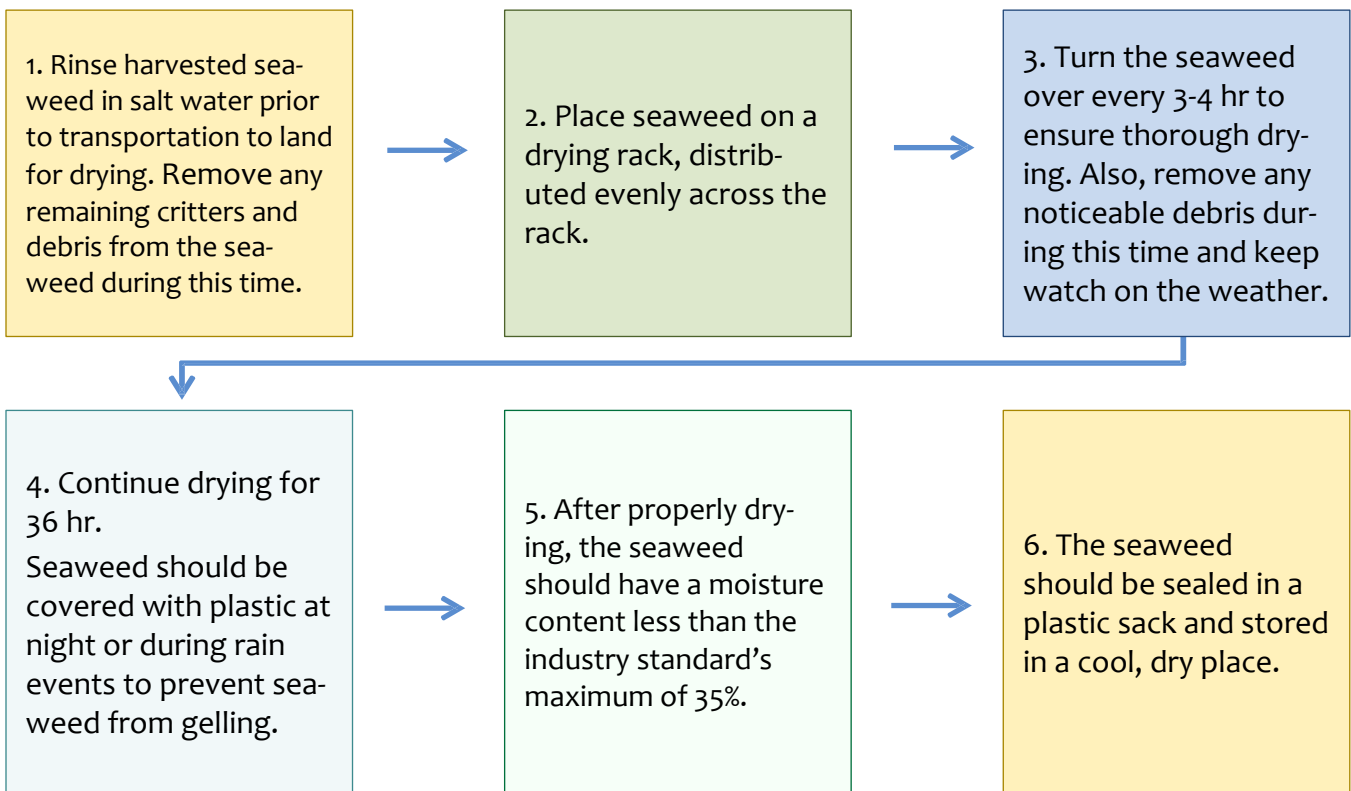 1. Rinse harvested sea-
weed in salt water prior
to transportation to land
for drying. Remove any
remaining critters and
debris from the sea-
weed during this time.
2. Place seaweed on a
drying rack, distrib-
uted evenly across the
rack.
3. Turn the seaweed
over every 3-4 hr to
ensure thorough dry-
ing. Also, remove any
noticeable debris dur-
ing this time and keep
watch on the weather.
4. Continue drying for
36 hr.
Seaweed should be
covered with plastic at
night or during rain
events to prevent sea-
weed from gelling.
5. After properly dry-
ing, the seaweed
should have a moisture
content less than the
industry standard’s
maximum of 35%.
6. The seaweed
should be sealed in a
plastic sack and stored
in a cool, dry place.